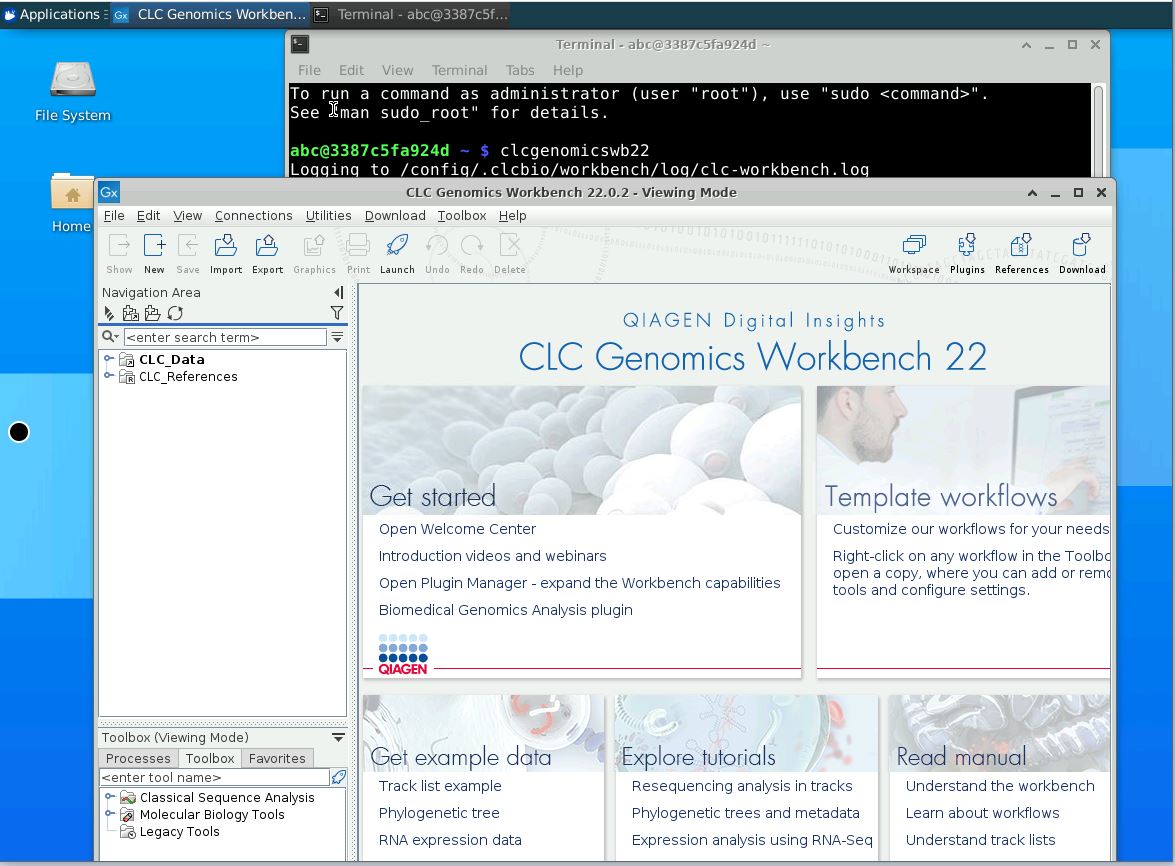 Applications
CLC Genomics Workben...
Terminal - abc@3387c5f...
File System
Home
Terminal - abc@3387c5fa924d ~
File Edit View Terminal Tabs Help
To run a command as administrator (user "root"), use "sudo <command>".
See "man sudo_root" for details.
abc@3387c5fa924d ~ $ clcgenomicswb22
Logging to /config/.clcbio/workbench/log/clc-workbench.log
Gx CLC Genomics Workbench 22.0.2 - Viewing Mode
File Edit View Connections Utilities Download Toolbox Help
Show New Save Import Export Graphics Print Launch Undo Redo Delete Workspace Plugins References Download
Navigation Area
<enter search term>
CLC_Data
CLC_References
QIAGEN Digital Insights
CLC Genomics Workbench 22
Get started
Open Welcome Center
Introduction videos and webinars
Open Plugin Manager - expand the Workbench capabilities
Biomedical Genomics Analysis plugin
QIAGEN
Template workflows
Customize our workflows for your needs
Right-click on any workflow in the Toolbo
open a copy, where you can add or remo
tools and configure settings.
Toolbox (Viewing Mode)
Processes Toolbox Favorites
<enter tool name>
Classical Sequence Analysis
Molecular Biology Tools
Legacy Tools
Get example data
Track list example
Phylogenetic tree
RNA expression data
Explore tutorials
Resequencing analysis in tracks
Phylogenetic trees and metadata
Expression analysis using RNA-Seq
Read manual
Understand the workbench
Learn about workflows
Understand track lists